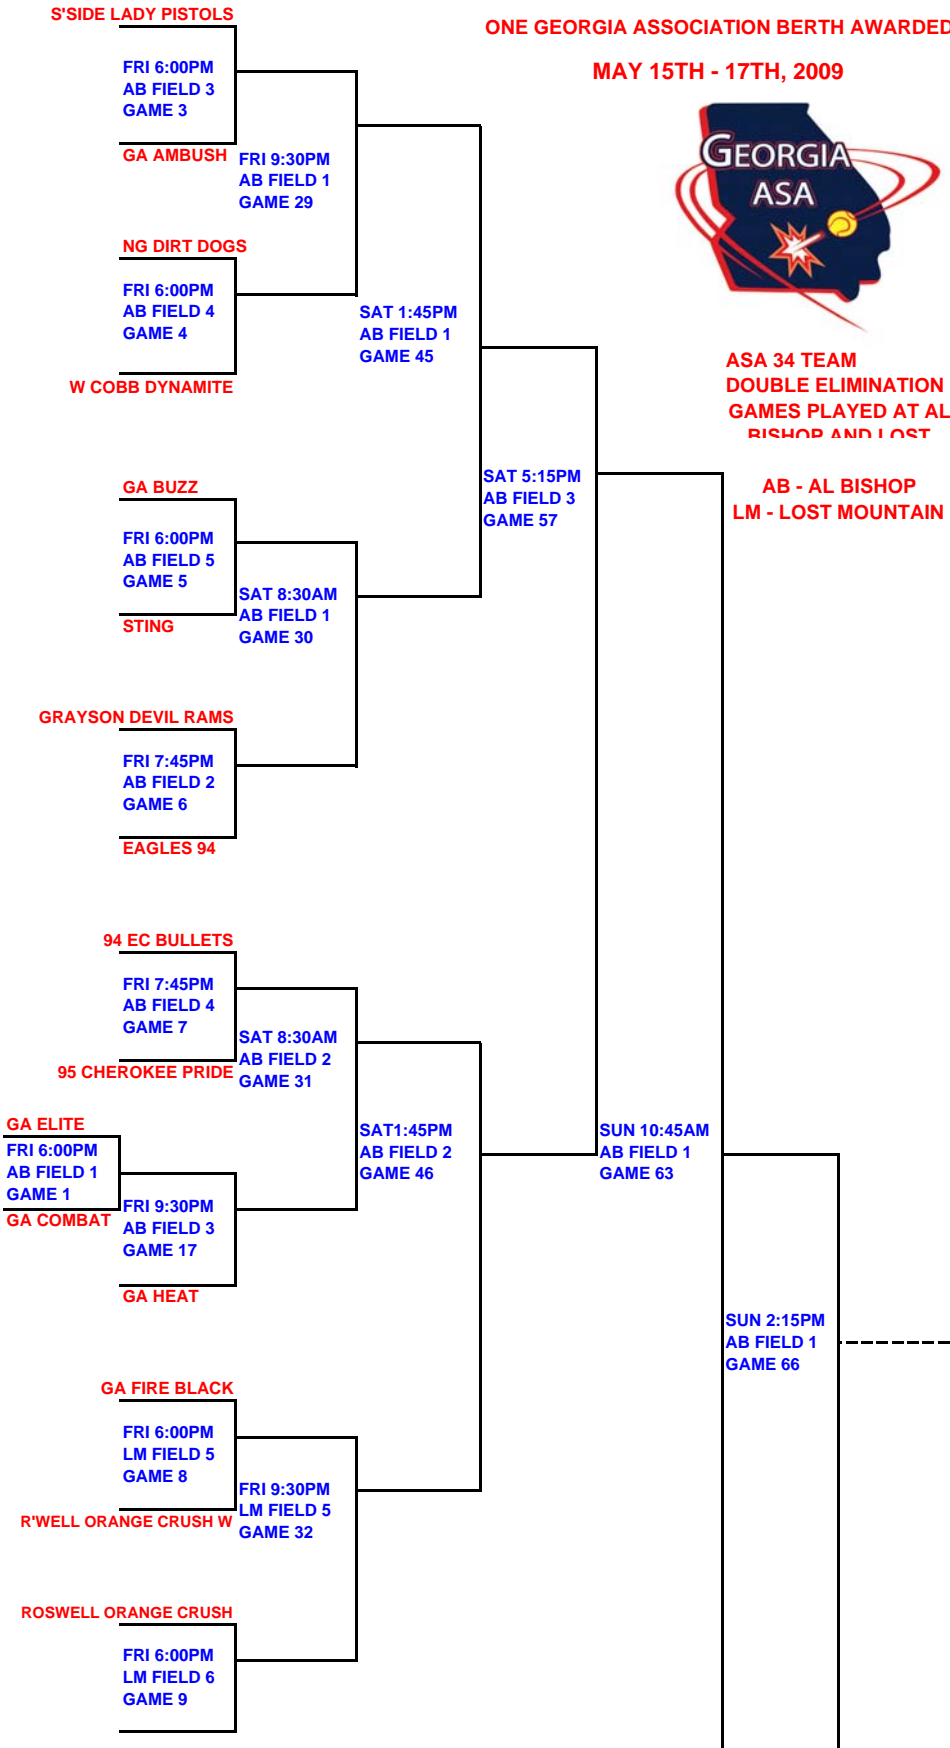 S'SIDE LADY PISTOLS
ONE GEORGIA ASSOCIATION BERTH AWARDED
MAY 15TH - 17TH, 2009
FRI 6:00PM
AB FIELD 3
GAME 3
GA AMBUSH
FRI 9:30PM
AB FIELD 1
GAME 29
GEORGIA
ASA
NG DIRT DOGS
FRI 6:00PM
AB FIELD 4
GAME 4
W COBB DYNAMITE
SAT 1:45PM
AB FIELD 1
GAME 45
ASA 34 TEAM
DOUBLE ELIMINATION
GAMES PLAYED AT AL
BISHOP AND LOST
AB - AL BISHOP
LM - LOST MOUNTAIN
SAT 5:15PM
AB FIELD 3
GAME 57
GA BUZZ
FRI 6:00PM
AB FIELD 5
GAME 5
STING
SAT 8:30AM
AB FIELD 1
GAME 30
GRAYSON DEVIL RAMS
FRI 7:45PM
AB FIELD 2
GAME 6
EAGLES 94
94 EC BULLETS
FRI 7:45PM
AB FIELD 4
GAME 7
95 CHEROKEE PRIDE
SAT 8:30AM
AB FIELD 2
GAME 31
GA ELITE
FRI 6:00PM
AB FIELD 1
GAME 1
GA COMBAT
FRI 9:30PM
AB FIELD 3
GAME 17
GA HEAT
SAT1:45PM
AB FIELD 2
GAME 46
SUN 10:45AM
AB FIELD 1
GAME 63
SUN 2:15PM
AB FIELD 1
GAME 66
GA FIRE BLACK
FRI 6:00PM
LM FIELD 5
GAME 8
R'WELL ORANGE CRUSH W
FRI 9:30PM
LM FIELD 5
GAME 32
ROSWELL ORANGE CRUSH
FRI 6:00PM
LM FIELD 6
GAME 9